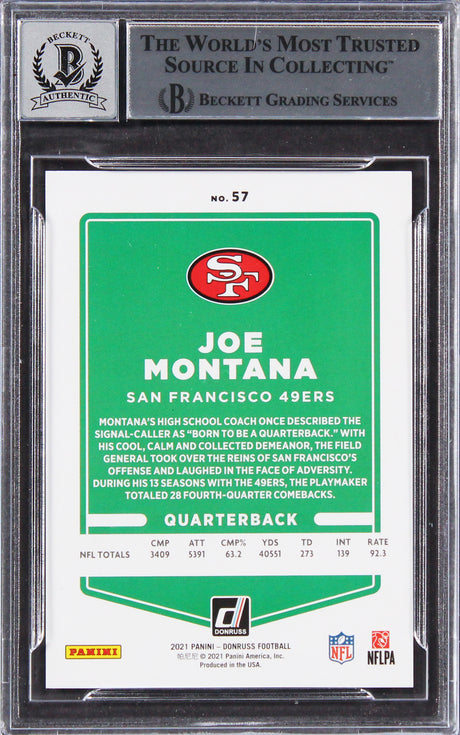 BECKETT
B
AUTHENTIC
THE WORLD'S MOST TRUSTED
SOURCE IN COLLECTING™
B BECKETT GRADING SERVICES
NO. 57
SF
JOE
MONTANA
SAN FRANCISCO 49ERS
MONTANA'S HIGH SCHOOL COACH ONCE DESCRIBED THE
SIGNAL-CALLER AS "BORN TO BE A QUARTERBACK." WITH
HIS COOL, CALM AND COLLECTED DEMEANOR, THE FIELD
GENERAL TOOK OVER THE REINS OF SAN FRANCISCO'S
OFFENSE AND LAUGHED IN THE FACE OF ADVERSITY.
DURING HIS 13 SEASONS WITH THE 49ERS, THE PLAYMAKER
TOTALED 28 FOURTH-QUARTER COMEBACKS.
QUARTERBACK
CMP ATT CMP% YDS TD INT RATE
NFL TOTALS 3409 5391 63.2 40551 273 139 92.3
D
DONRUSS
2021 PANINI – DONRUSS FOOTBALL
帕尼尼 © 2021 Panini America, Inc.
Produced in the USA.
PANINI
NFL
NFLPA